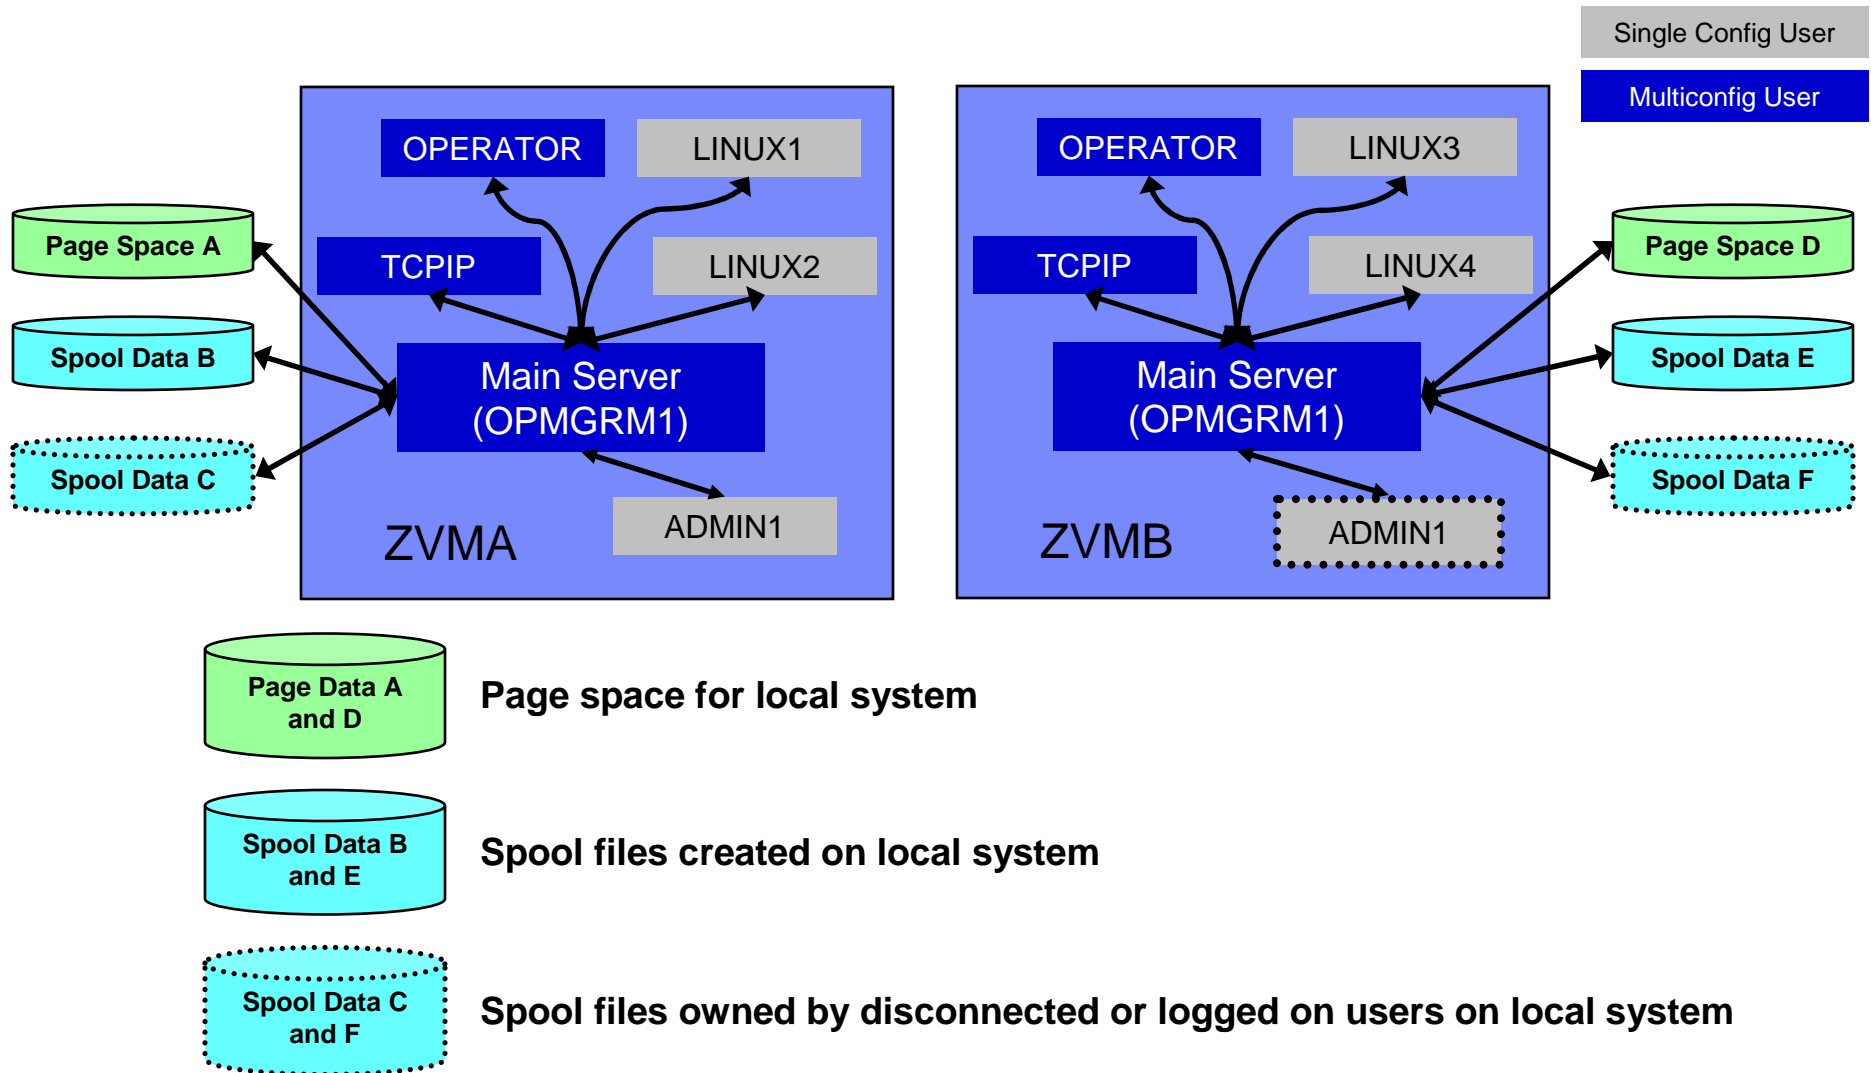 Single Config User
Multiconfig User
OPERATOR
LINUX1
TCPIP
LINUX2
Main Server
(OPMGRM1)
ADMIN1
ZVMA
Page Space A
Spool Data B
Spool Data C
OPERATOR
LINUX3
TCPIP
LINUX4
Main Server
(OPMGRM1)
ADMIN1
ZVMB
Page Space D
Spool Data E
Spool Data F
Page Data A
and D
Page space for local system
Spool Data B
and E
Spool files created on local system
Spool Data C
and F
Spool files owned by disconnected or logged on users on local system